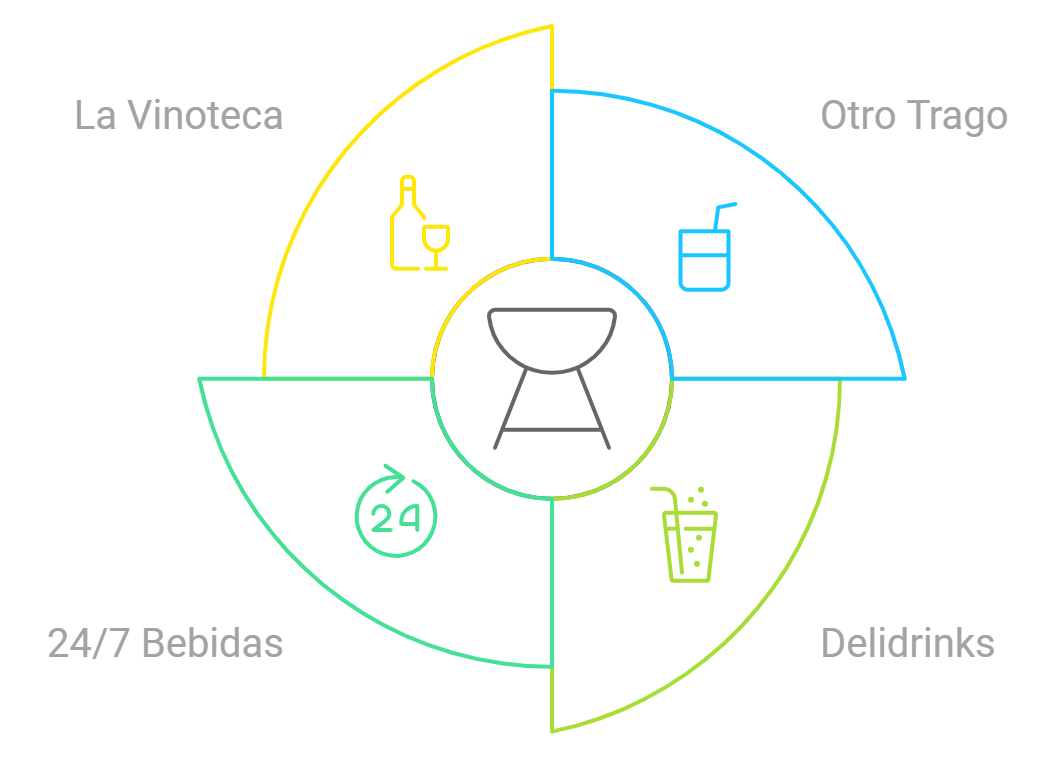 La Vinoteca
Otro Trago
24
24/7 Bebidas
Delidrinks